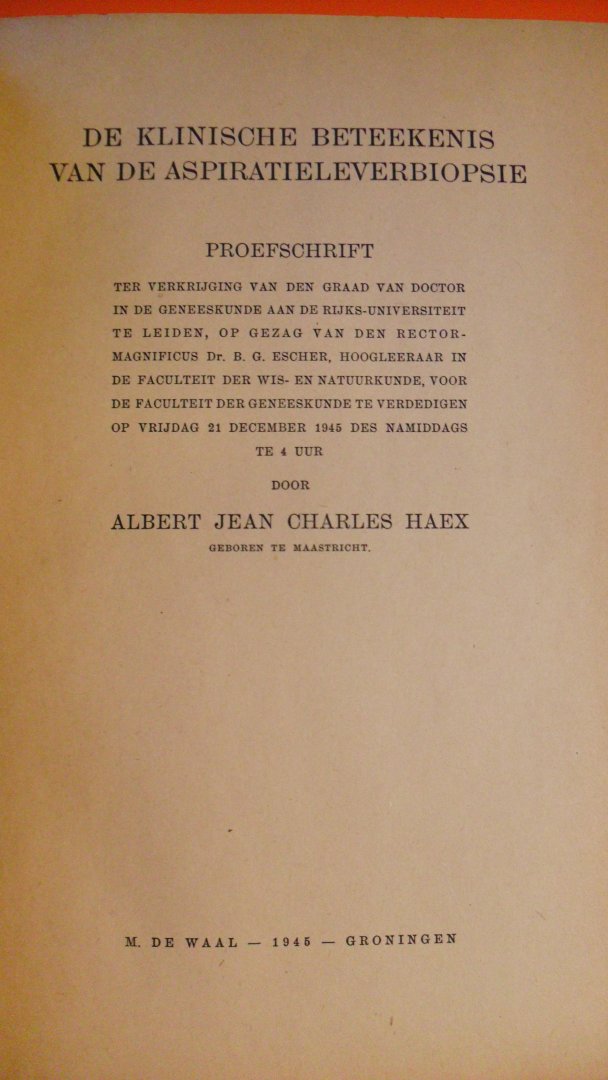 DE KLINISCHE BETEEKENIS
VAN DE ASPIRATIELEVERBIOPSIE
PROEFSCHRIFT
TER VERKRIJGING VAN DEN GRAAD VAN DOCTOR
IN DE GENEESKUNDE AAN DE RIJKS-UNIVERSITEIT
TE LEIDEN, OP GEZAG VAN DEN RECTOR-
MAGNIFICUS Dr. B. G. ESCHER, HOOGLEERAAR IN
DE FACULTEIT DER WIS- EN NATUURKUNDE, VOOR
DE FACULTEIT DER GENEESKUNDE TE VERDEDIGEN
OP VRIJDAG 21 DECEMBER 1945 DES NAMIDDAGS
TE 4 UUR
DOOR
ALBERT JEAN CHARLES HAEX
GEBOREN TE MAASTRICHT.
M. DE WAAL — 1945 — GRONINGEN